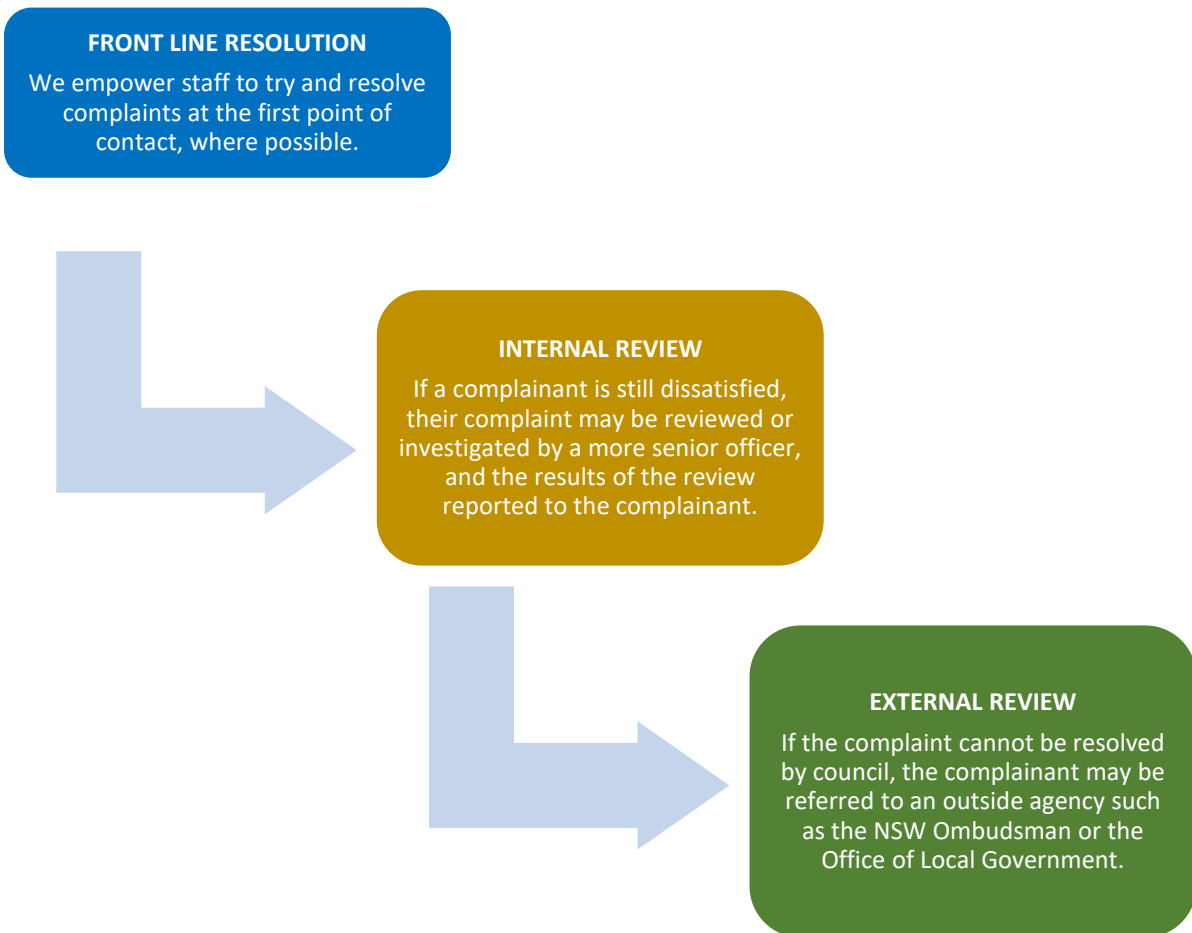 FRONT LINE RESOLUTION
We empower staff to try and resolve
complaints at the first point of
contact, where possible.
INTERNAL REVIEW
If a complainant is still dissatisfied,
their complaint may be reviewed or
investigated by a more senior officer,
and the results of the review
reported to the complainant.
EXTERNAL REVIEW
If the complaint cannot be resolved
by council, the complainant may be
referred to an outside agency such
as the NSW Ombudsman or the
Office of Local Government.